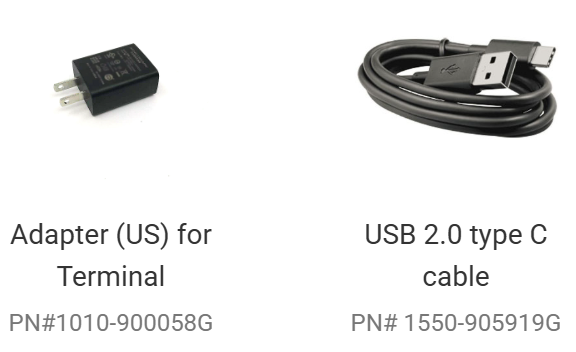 Adapter (US) for
Terminal
PN#1010-900058G
USB 2.0 type C
cable
PN# 1550-905919G